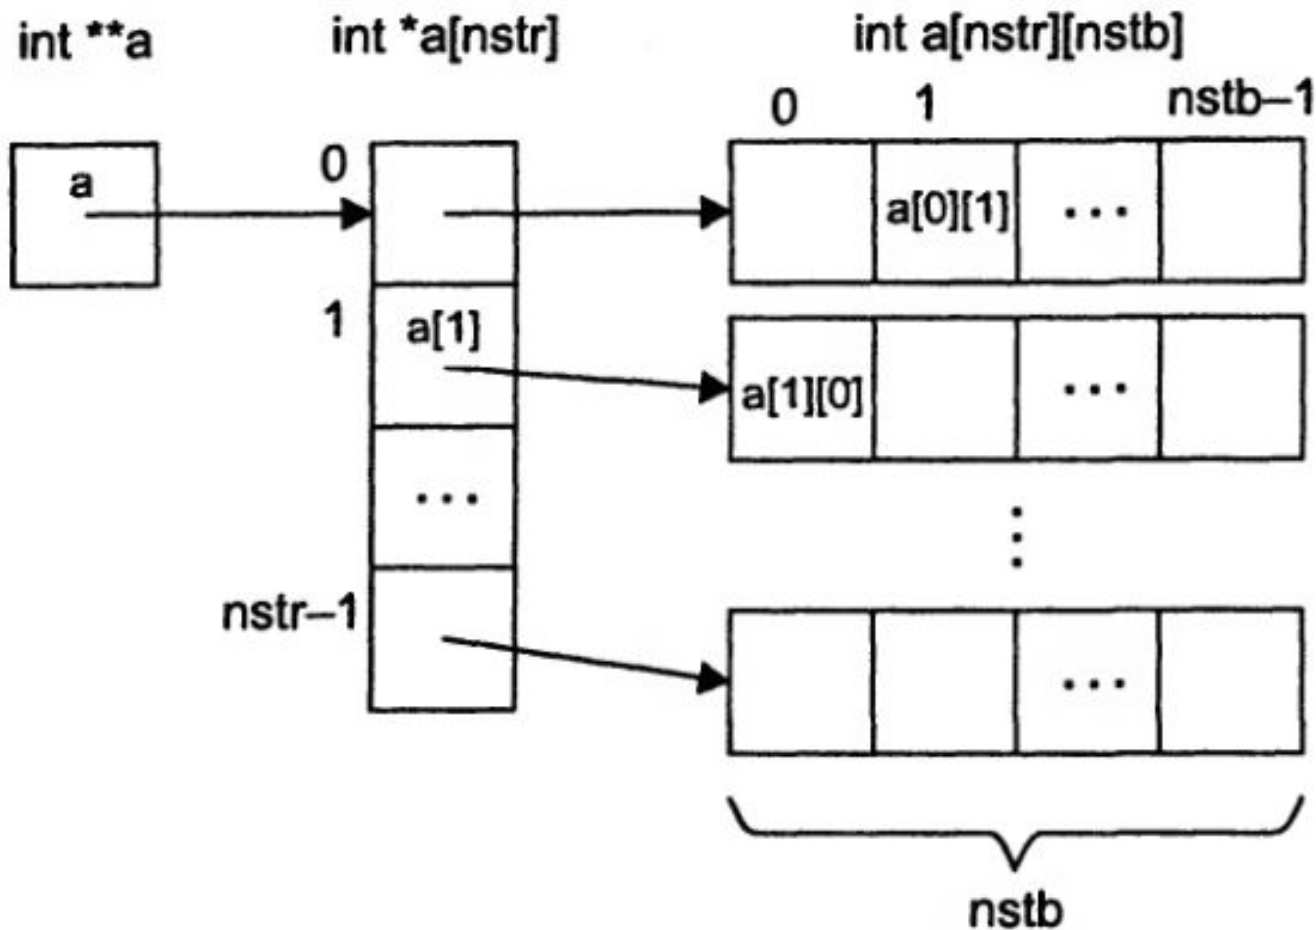 int **a int *a[nstr] int a[nstr][nstb]
0 1 nstb–1
0
a
a[0][1] ...
1
a[1]
a[1][0] ...
...
nstr–1
...
nstb